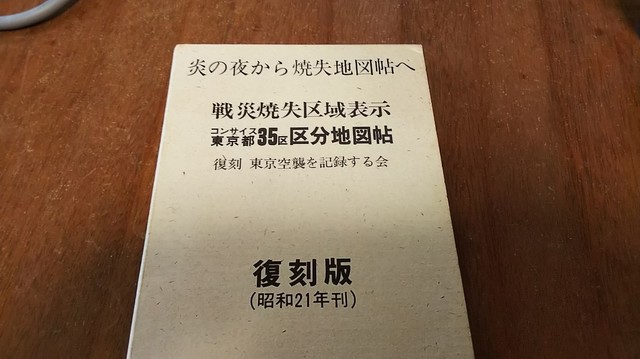 炎の夜から焼失地図帖へ
戦災焼失区域表示
コンサイス
東京都35区区分地図帖
復刻 東京空襲を記録する会
復刻版
(昭和21年刊)